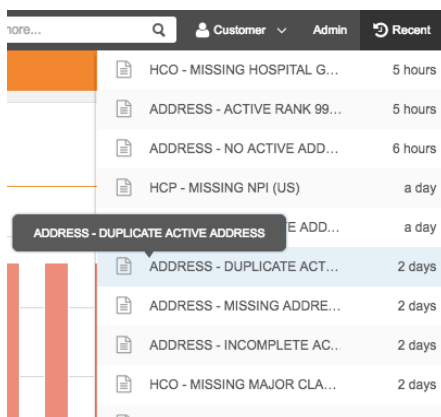 more...
Customer
Admin
Recent
HCO - MISSING HOSPITAL G... 5 hours
ADDRESS - ACTIVE RANK 99... 5 hours
ADDRESS - NO ACTIVE ADD... 6 hours
HCP - MISSING NPI (US) a day
ADDRESS - DUPLICATE ACTIVE ADDRESS
E ADD... a day
ADDRESS - DUPLICATE ACT... 2 days
ADDRESS - MISSING ADDRE... 2 days
ADDRESS - INCOMPLETE AC... 2 days
HCO - MISSING MAJOR CLA... 2 days